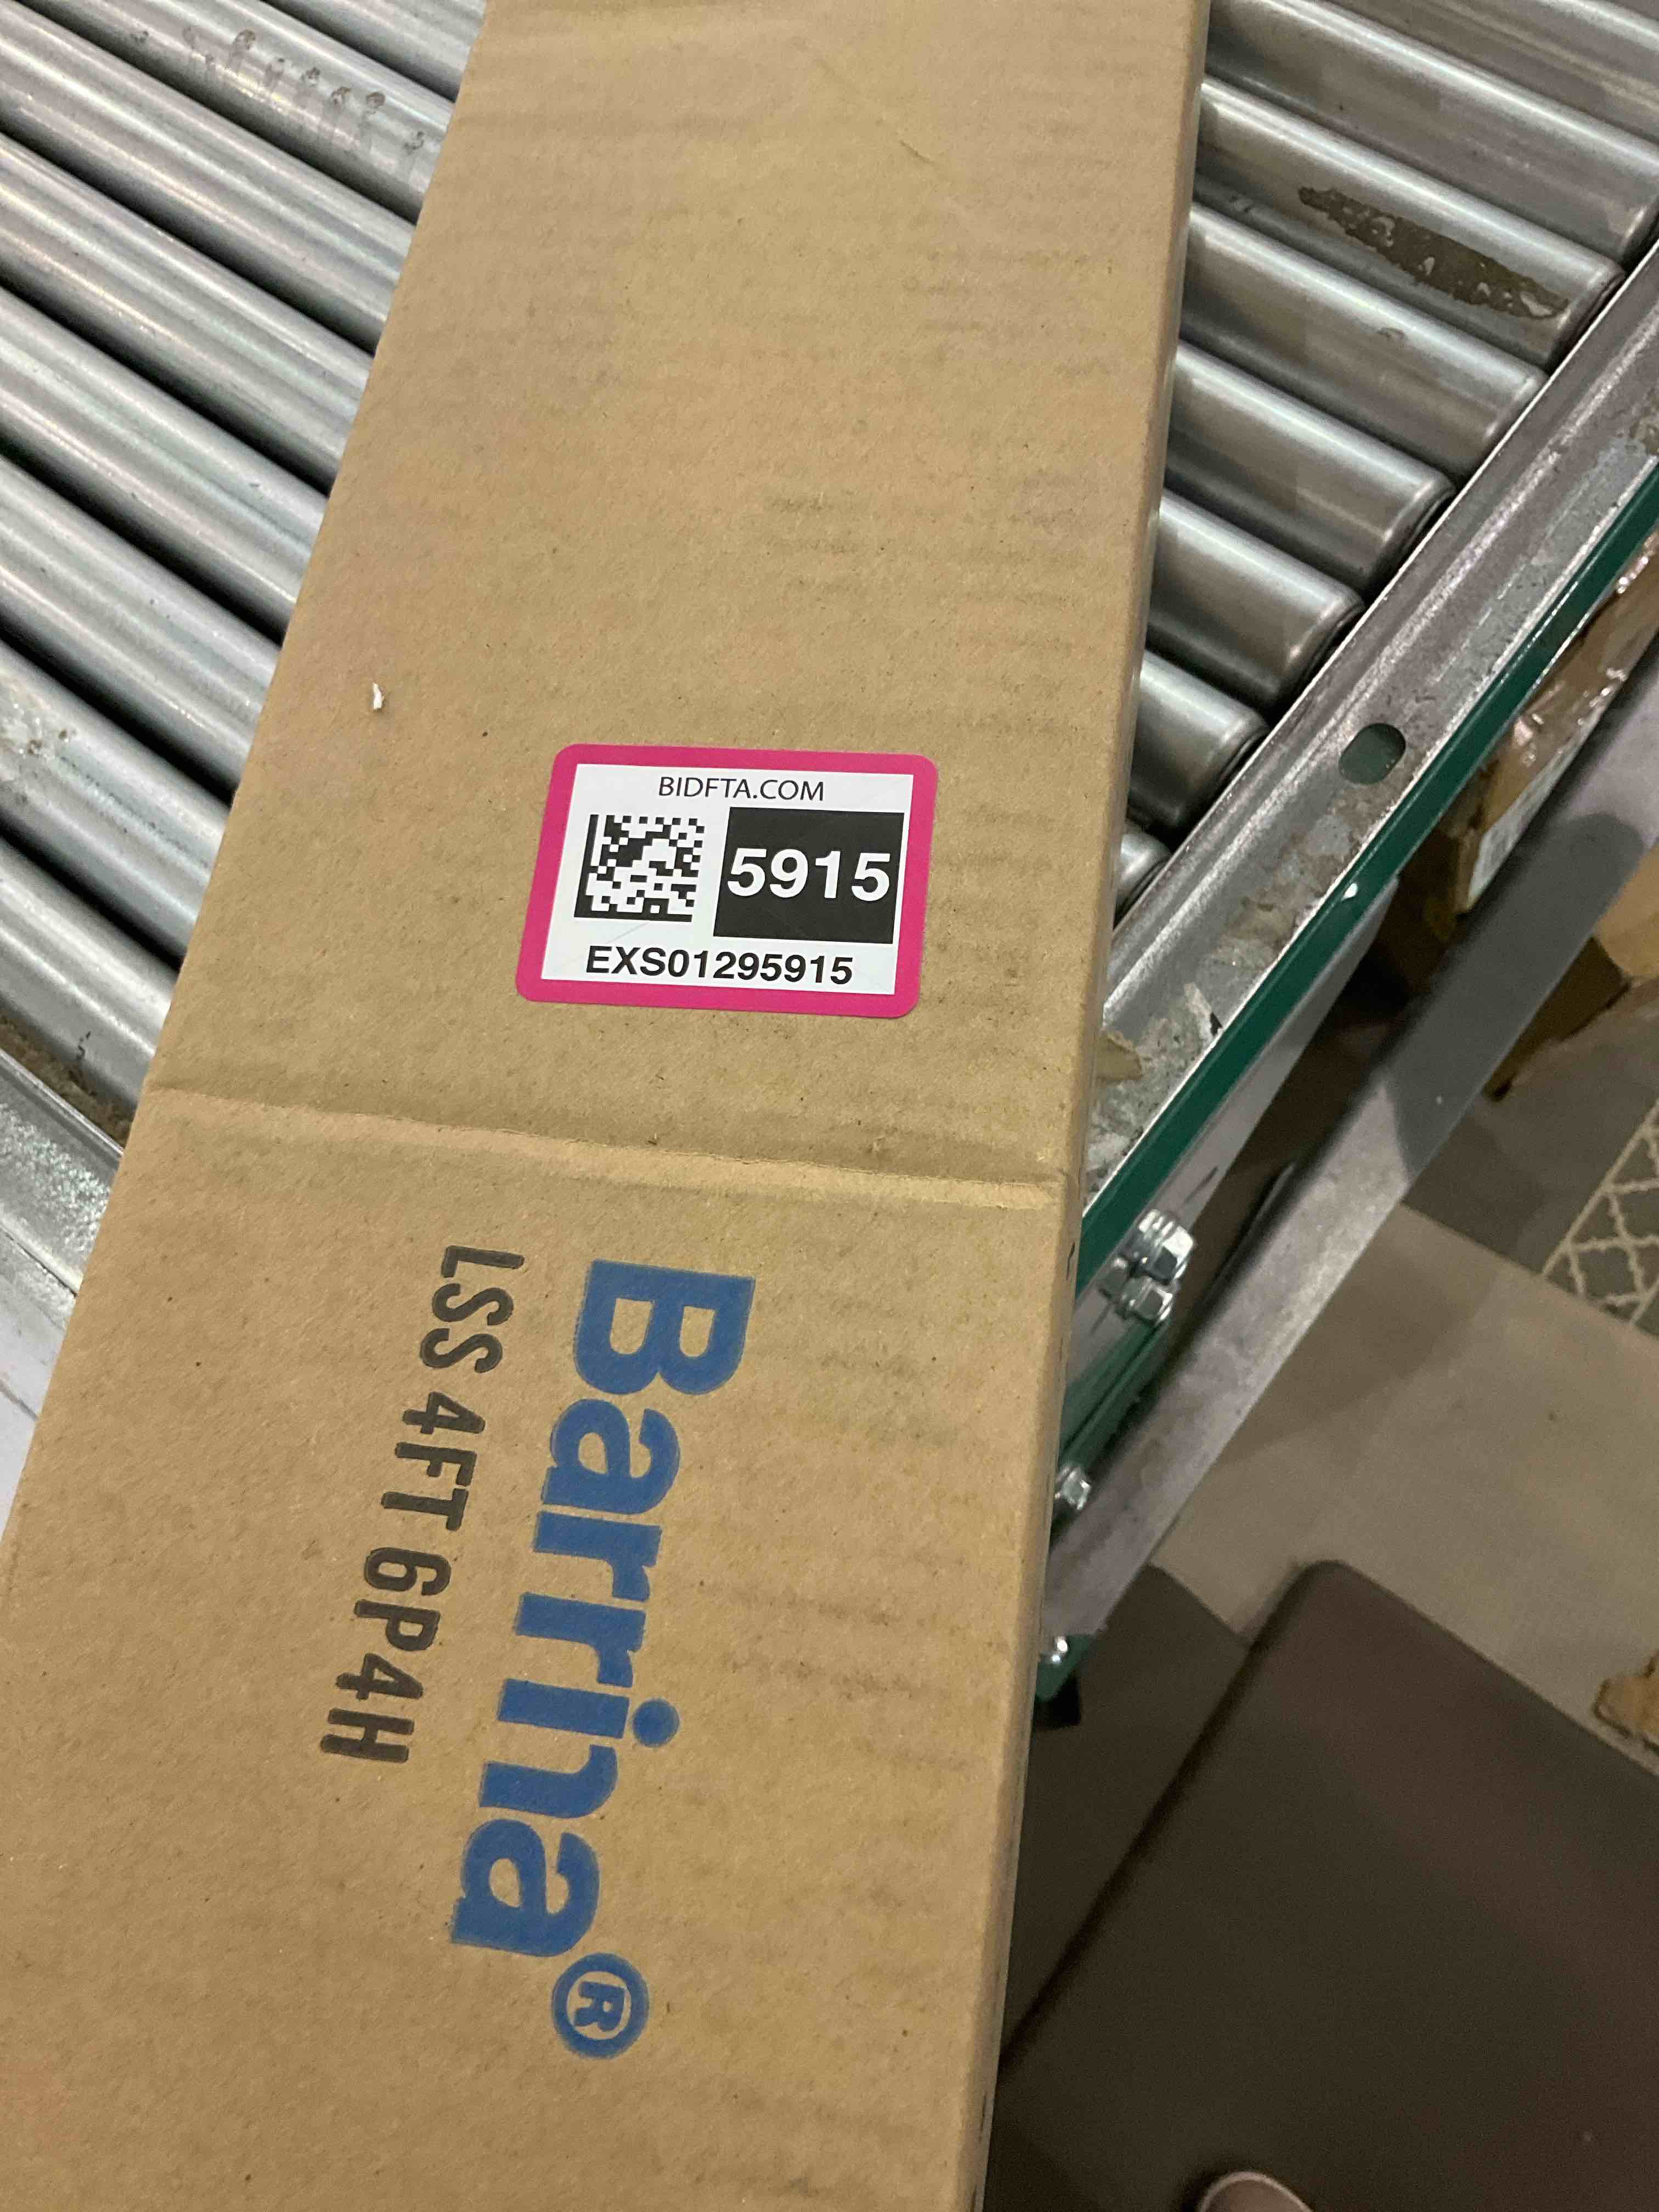 BIDFTA.COM
5915
EXS01295915
Barrina®
LSS 4FT 6P4H